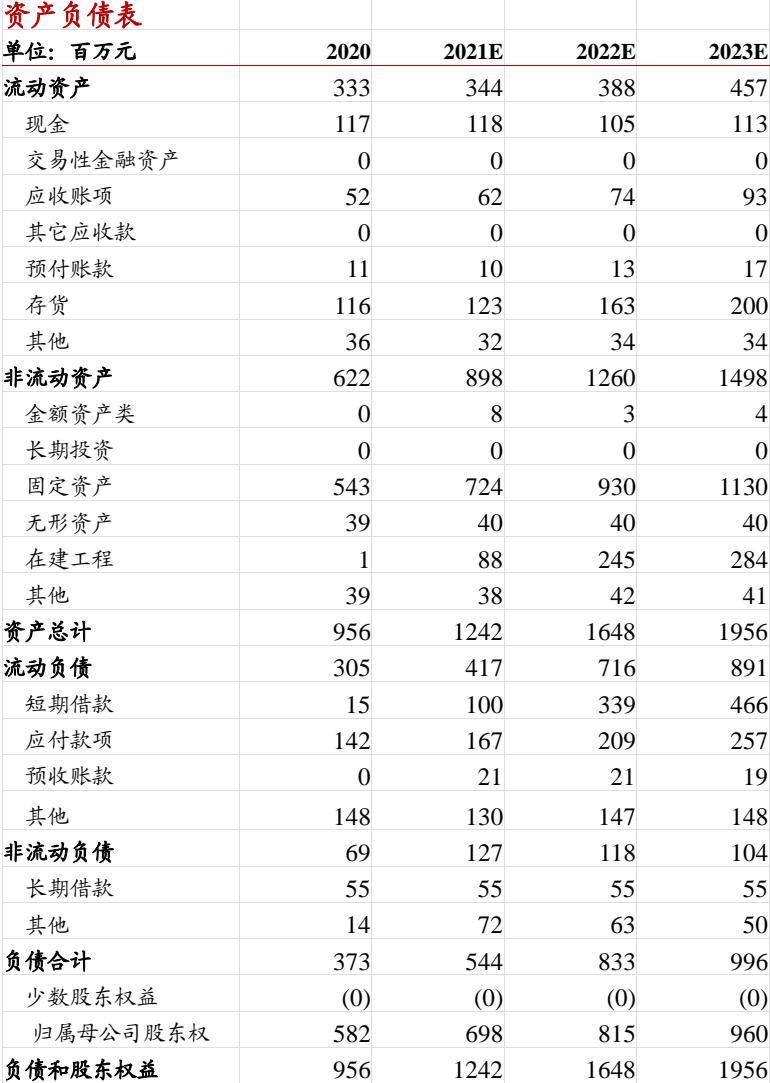 资产负债表
单位：百万元 2020 2021E 2022E 2023E
流动资产 333 344 388 457
现金 117 118 105 113
交易性金融资产 0 0 0 0
应收账项 52 62 74 93
其它应收款 0 0 0 0
预付账款 11 10 13 17
存货 116 123 163 200
其他 36 32 34 34
非流动资产 622 898 1260 1498
金额资产类 0 8 3 4
长期投资 0 0 0 0
固定资产 543 724 930 1130
无形资产 39 40 40 40
在建工程 1 88 245 284
其他 39 38 42 41
资产总计 956 1242 1648 1956
流动负债 305 417 716 891
短期借款 15 100 339 466
应付款项 142 167 209 257
预收账款 0 21 21 19
其他 148 130 147 148
非流动负债 69 127 118 104
长期借款 55 55 55 55
其他 14 72 63 50
负债合计 373 544 833 996
少数股东权益 (0) (0) (0) (0)
归属母公司股东权 582 698 815 960
负债和股东权益 956 1242 1648 1956